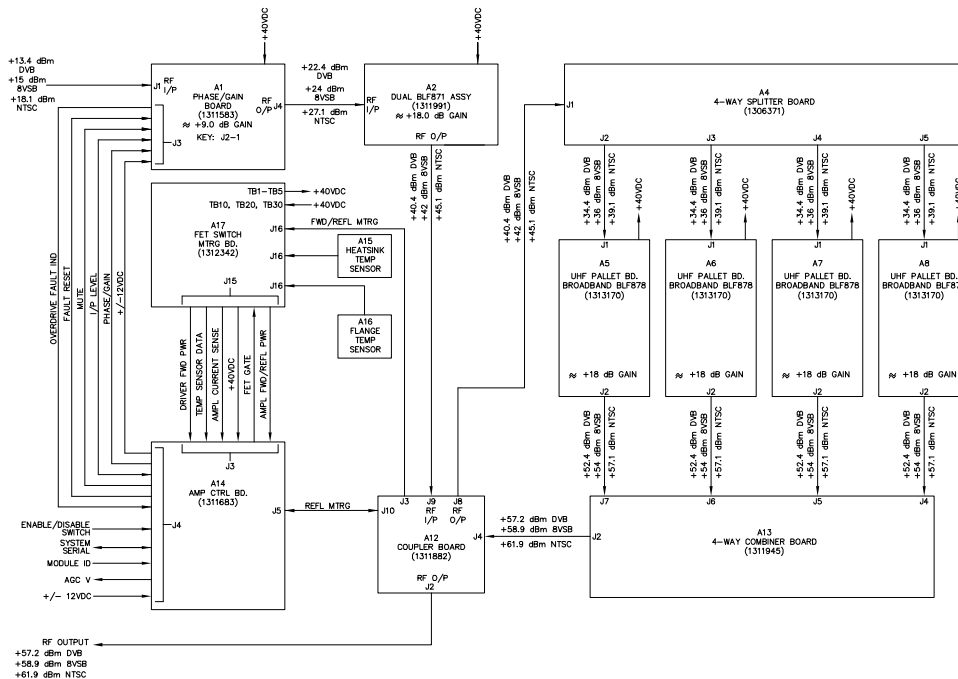 +40VDC
+40VDC
+13.4 dBm
DVB
+15 dBm
8VSB
+18.1 dBm
NTSC
J1
RF
I/P
A1
PHASE/GAIN
BOARD
(1311583)
≈ +9.0 dB GAIN
KEY: J2-1
RF
O/P
J4
J3
+22.4 dBm
DVB
+24 dBm
8VSB
+27.1 dBm
NTSC
RF
I/P
A2
DUAL BLF871 ASSY
(1311991)
≈ +18.0 dB GAIN
RF O/P
+40.4 dBm DVB
+42 dBm 8VSB
+45.1 dBm NTSC
+40.4 dBm DVB
+42 dBm 8VSB
+45.1 dBm NTSC
J1
A4
4-WAY SPLITTER BOARD
(1306371)
J2
J3
J4
J5
+34.4 dBm DVB
+36 dBm 8VSB
+39.1 dBm NTSC
+40VDC
+34.4 dBm DVB
+36 dBm 8VSB
+39.1 dBm NTSC
+40VDC
+34.4 dBm DVB
+36 dBm 8VSB
+39.1 dBm NTSC
+40VDC
+34.4 dBm DVB
+36 dBm 8VSB
+39.1 dBm NTSC
+40VDC
TB1-TB5
+40VDC
TB10, TB20, TB30
+40VDC
A17
FET SWITCH
MTRG BD.
(1312342)
J16
J16
J16
J15
FWD/REFL MTRG
A15
HEATSINK
TEMP
SENSOR
A16
FLANGE
TEMP
SENSOR
J1
A5
UHF PALLET BD.
BROADBAND BLF878
(1313170)
≈ +18 dB GAIN
J2
J1
A6
UHF PALLET BD.
BROADBAND BLF878
(1313170)
≈ +18 dB GAIN
J2
J1
A7
UHF PALLET BD.
BROADBAND BLF878
(1313170)
≈ +18 dB GAIN
J2
J1
A8
UHF PALLET BD.
BROADBAND BLF878
(1313170)
≈ +18 dB GAIN
J2
OVERDRIVE FAULT IND
FAULT RESET
MUTE
I/P LEVEL
PHASE/GAIN
+/-12VDC
DRIVER FWD PWR
TEMP SENSOR DATA
AMPL CURRENT SENSE
+40VDC
FET GATE
AMPL FWD/REFL PWR
+52.4 dBm DVB
+54 dBm 8VSB
+57.1 dBm NTSC
+52.4 dBm DVB
+54 dBm 8VSB
+57.1 dBm NTSC
+52.4 dBm DVB
+54 dBm 8VSB
+57.1 dBm NTSC
+52.4 dBm DVB
+54 dBm 8VSB
+57.1 dBm NTSC
J3
A14
AMP CTRL BD.
(1311683)
J4
J5
REFL MTRG
J10
J3
J9
RF
I/P
J8
RF
O/P
A12
COUPLER BOARD
(1311882)
J4
RF O/P
J2
+57.2 dBm DVB
+58.9 dBm 8VSB
+61.9 dBm NTSC
J7
J6
J5
J4
J2
A13
4-WAY COMBINER BOARD
(1311945)
ENABLE/DISABLE
SWITCH
SYSTEM
SERIAL
MODULE ID
AGC V
+/- 12VDC
RF OUTPUT
+57.2 dBm DVB
+58.9 dBm 8VSB
+61.9 dBm NTSC